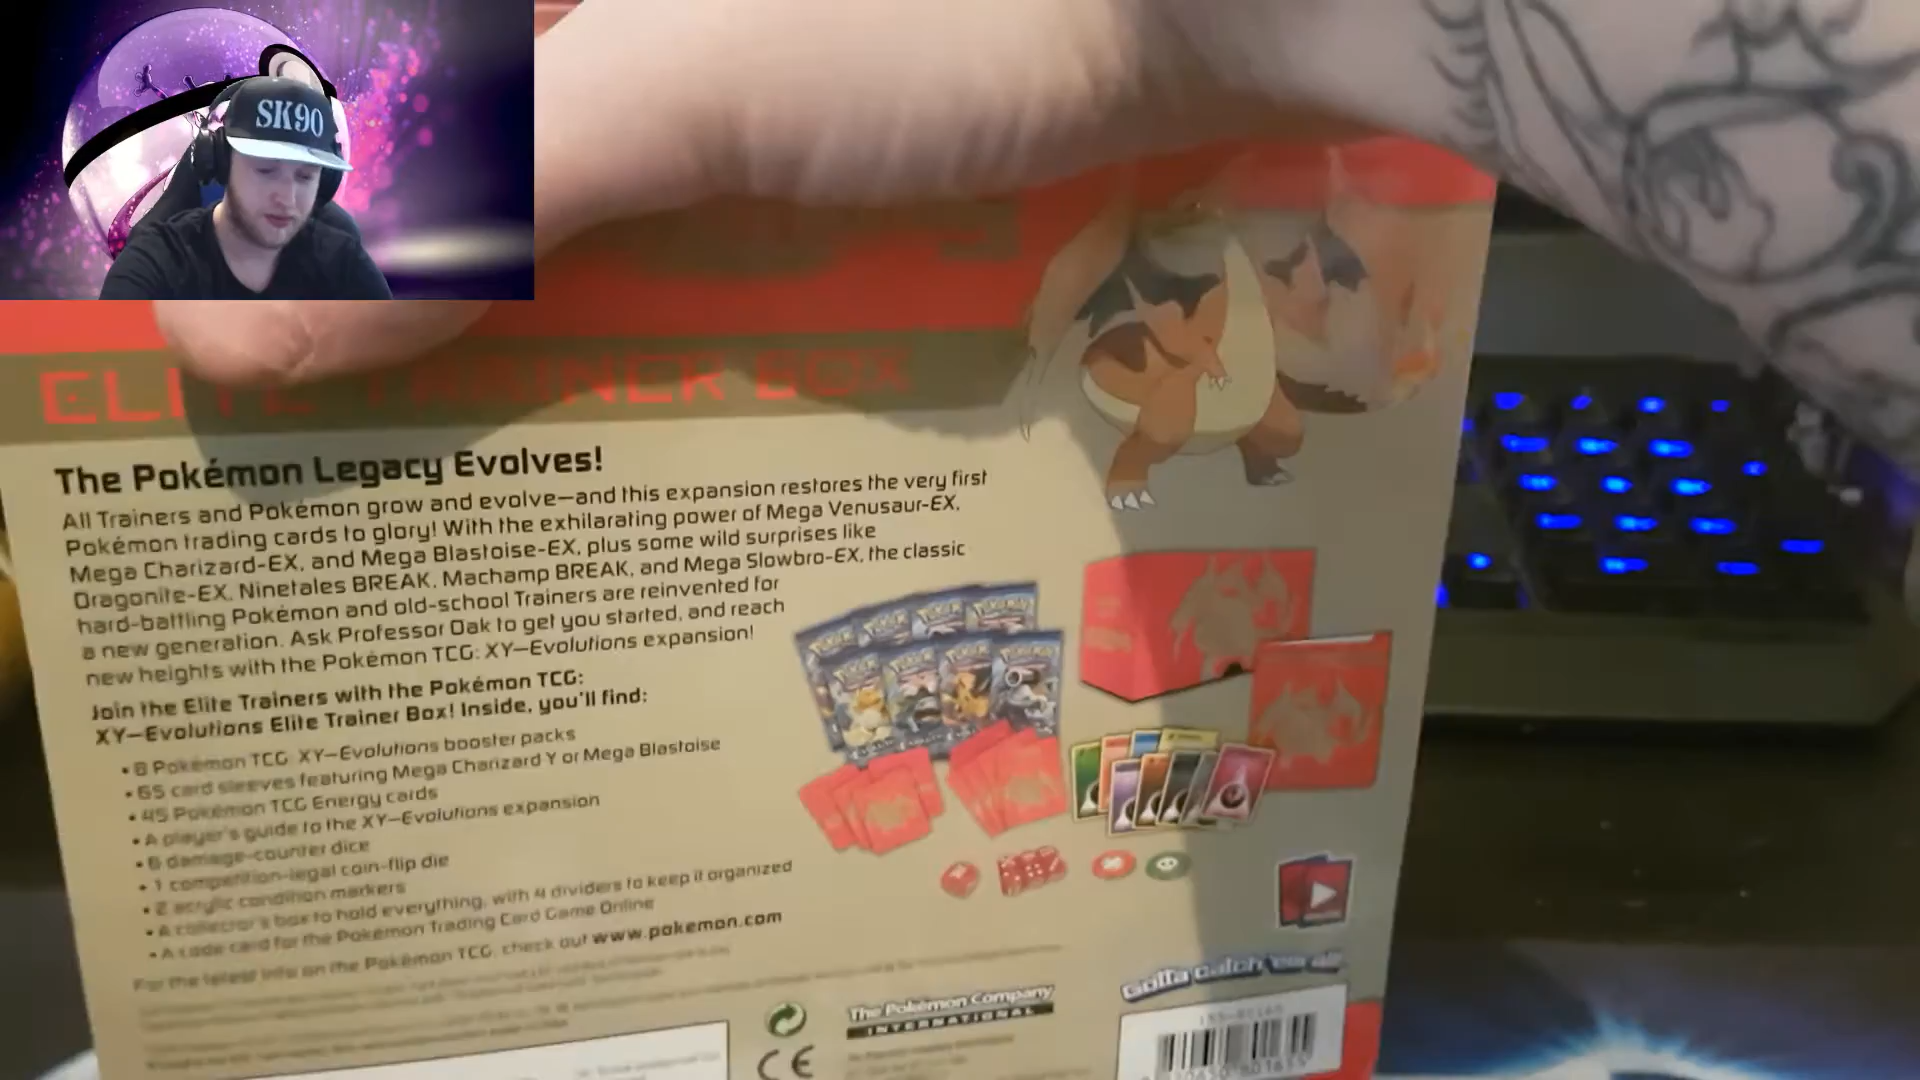 SK90
ELITE TRAINER BOX
The Pokémon Legacy Evolves!
All Trainers and Pokémon grow and evolve—and this expansion restores the very first
Pokémon trading cards to glory! With the exhilarating power of Mega Venusaur-EX,
Mega Charizard-EX, and Mega Blastoise-EX, plus some wild surprises like
Dragonite-EX, Ninetales BREAK, Machamp BREAK, and Mega Slowbro-EX, the classic
hard-battling Pokémon and old-school Trainers are reinvented for
a new generation. Ask Professor Oak to get you started, and reach
new heights with the Pokémon TCG: XY—Evolutions expansion!
Join the Elite Trainers with the Pokémon TCG:
XY—Evolutions Elite Trainer Box! Inside, you'll find:
• 8 Pokémon TCG: XY—Evolutions booster packs
• 65 card sleeves featuring Mega Charizard Y or Mega Blastoise
• 45 Pokémon TCG Energy cards
• A player's guide to the XY—Evolutions expansion
• 6 damage-counter dice
• 1 competition-legal coin-flip die
• 2 acrylic condition markers
• A collector's box to hold everything, with 4 dividers to keep it organized
• A code card for the Pokémon Trading Card Game Online
For the latest info on the Pokémon TCG, check out www.pokemon.com
The Pokémon Company
INTERNATIONAL
Gotta catch 'em all!
CE